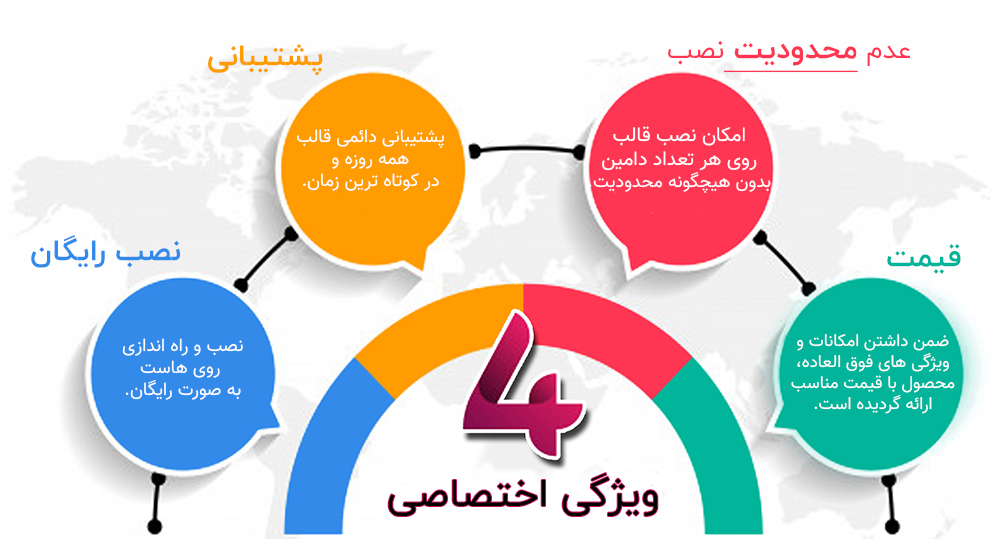 عدم محدودیت نصب
امکان نصب قالب
روی هر تعداد دامین
بدون هیچگونه محدودیت.
پشتیبانی
پشتیبانی دائمی قالب
همه روزه و
در کوتاه ترین زمان.
قیمت
ضمن داشتن امکانات و
ویژگی های فوق العاده،
محصول با قیمت مناسب
ارائه گردیده است.
نصب رایگان
نصب و راه اندازی
روی هاست
به صورت رایگان.
4
ویژگی اختصاصی